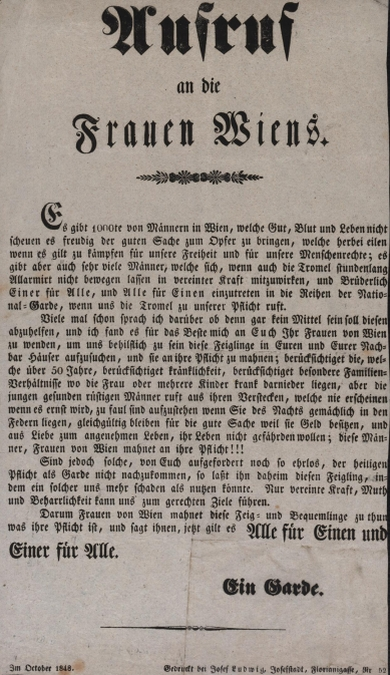 Aufruf
an die
Frauen Wiens.
Es gibt 1000te von Männern in Wien, welche Gut, Blut und Leben nicht
scheuen es freudig der guten Sache zum Opfer zu bringen, welche herbei eilen
wenn es gilt zu kämpfen für unsere Freiheit und für unsere Menschenrechte; es
gibt aber auch sehr viele Männer, welche sich, wenn auch die Tromel stundenlang
Allarmirt nicht bewegen lassen in vereinter Kraft mitzuwirken, und Brüderlich
Einer für Alle, und Alle für Einen einzutreten in die Reihen der Natio-
nal-Garde, wenn uns die Tromel zu unserer Pflicht ruft.
Viele mal schon sprach ich darüber ob denn gar kein Mittel sein soll diesen
abzuhelfen, und ich fand es für das Beste mich an Euch Ihr Frauen von Wien
zu wenden, um uns behilflich zu sein diese Feiglinge in Euren und Eurer Nach-
bar Häuser aufzusuchen, und sie an ihre Pflicht zu mahnen; berücksichtiget die, wel-
che über 50 Jahre, berücksichtiget kränklichkeit, berücksichtiget besondere Familien-
Verhältnisse wo die Frau oder mehrere Kinder krank darnieder liegen, aber die
jungen gesunden rüstigen Männer ruft aus ihren Verstecken, welche nie erscheinen
wenn es ernst wird, zu faul sind aufzustehen wenn Sie des Nachts gemächlich in den
Federn liegen, gleichgültig bleiben für die gute Sache weil sie Geld besitzen, und
aus Liebe zum angenehmen Leben, ihr Leben nicht gefährden wollen; diese Män-
ner, Frauen von Wien mahnet an ihre Pflicht!!!
Sind jedoch solche, von Euch aufgefordert noch so ehrlos, der heiligen
Pflicht als Garde nicht nachzukommen, so laßt ihn daheim diesen Feigling, in-
dem ein solcher uns mehr schaden als nutzen könnte. Nur vereinte Kraft, Muth
und Beharrlichkeit kann uns zum gerechten Ziele führen.
Darum Frauen von Wien mahnet diese Feig- und Bequemlinge zu thun
was ihre Pflicht ist, und sagt ihnen, jetzt gilt es Alle für Einen und
Einer für Alle.
Ein Garde.
Im October 1848.
Gedruckt bei Josef Ludwig, Josefstadt, Florianigasse, Nr 52